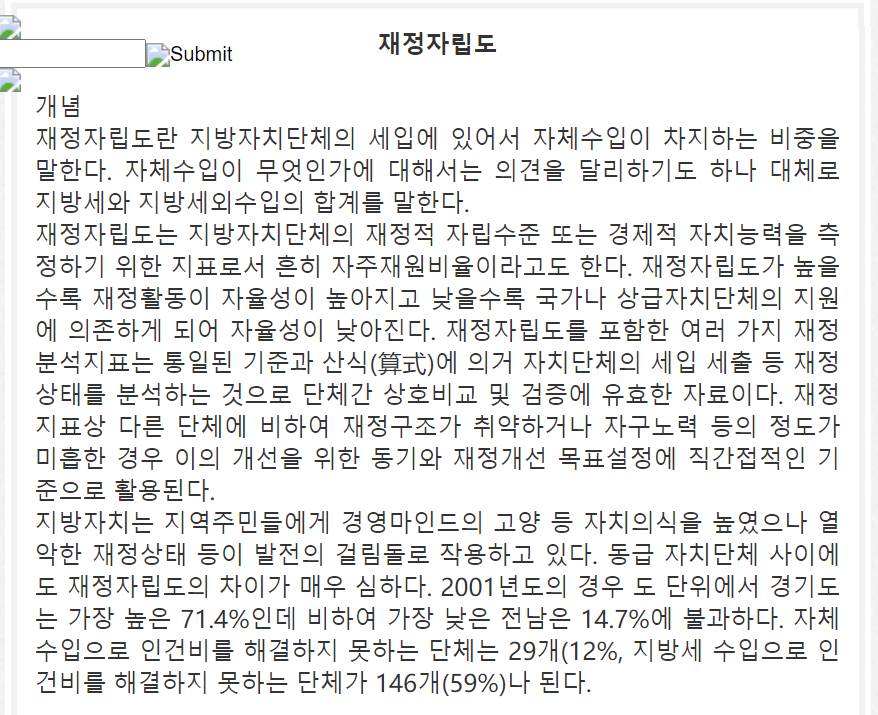 재정자립도
Submit
개념
재정자립도란 지방자치단체의 세입에 있어서 자체수입이 차지하는 비중을
말한다. 자체수입이 무엇인가에 대해서는 의견을 달리하기도 하나 대체로
지방세와 지방세외수입의 합계를 말한다.
재정자립도는 지방자치단체의 재정적 자립수준 또는 경제적 자치능력을 측
정하기 위한 지표로서 흔히 자주재원비율이라고도 한다. 재정자립도가 높을
수록 재정활동이 자율성이 높아지고 낮을수록 국가나 상급자치단체의 지원
에 의존하게 되어 자율성이 낮아진다. 재정자립도를 포함한 여러 가지 재정
분석지표는 통일된 기준과 산식(算式)에 의거 자치단체의 세입 세출 등 재정
상태를 분석하는 것으로 단체간 상호비교 및 검증에 유효한 자료이다. 재정
지표상 다른 단체에 비하여 재정구조가 취약하거나 자구노력 등의 정도가
미흡한 경우 이의 개선을 위한 동기와 재정개선 목표설정에 직간접적인 기
준으로 활용된다.
지방자치는 지역주민들에게 경영마인드의 고양 등 자치의식을 높였으나 열
악한 재정상태 등이 발전의 걸림돌로 작용하고 있다. 동급 자치단체 사이에
도 재정자립도의 차이가 매우 심하다. 2001년도의 경우 도 단위에서 경기도
는 가장 높은 71.4%인데 비하여 가장 낮은 전남은 14.7%에 불과하다. 자체
수입으로 인건비를 해결하지 못하는 단체는 29개(12%, 지방세 수입으로 인
건비를 해결하지 못하는 단체가 146개(59%)나 된다.